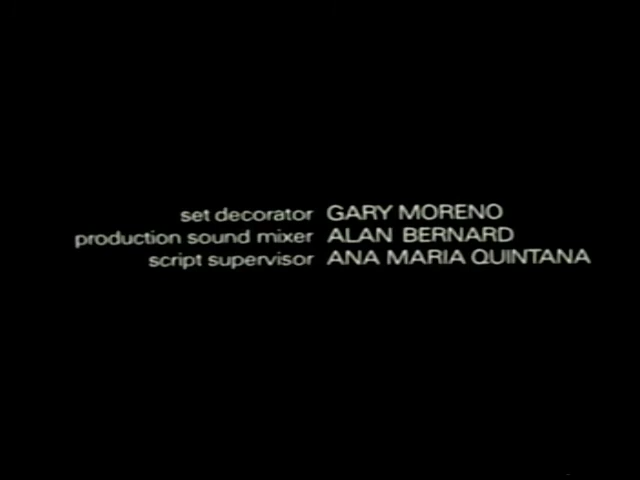 set decorator GARY MORENO
production sound mixer ALAN BERNARD
script supervisor ANA MARIA QUINTANA